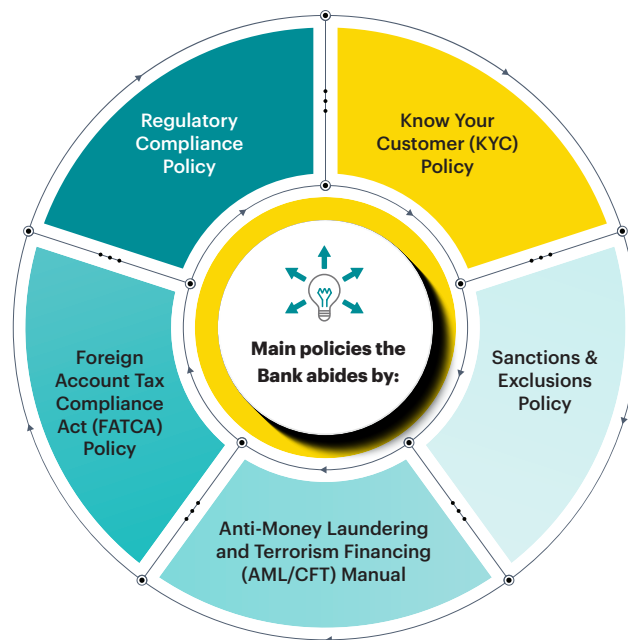 Regulatory
Compliance
Policy
Know Your
Customer (KYC)
Policy
Main policies the
Bank abides by:
Foreign
Account Tax
Compliance
Act (FATCA)
Policy
Sanctions &
Exclusions
Policy
Anti-Money Laundering
and Terrorism Financing
(AML/CFT) Manual